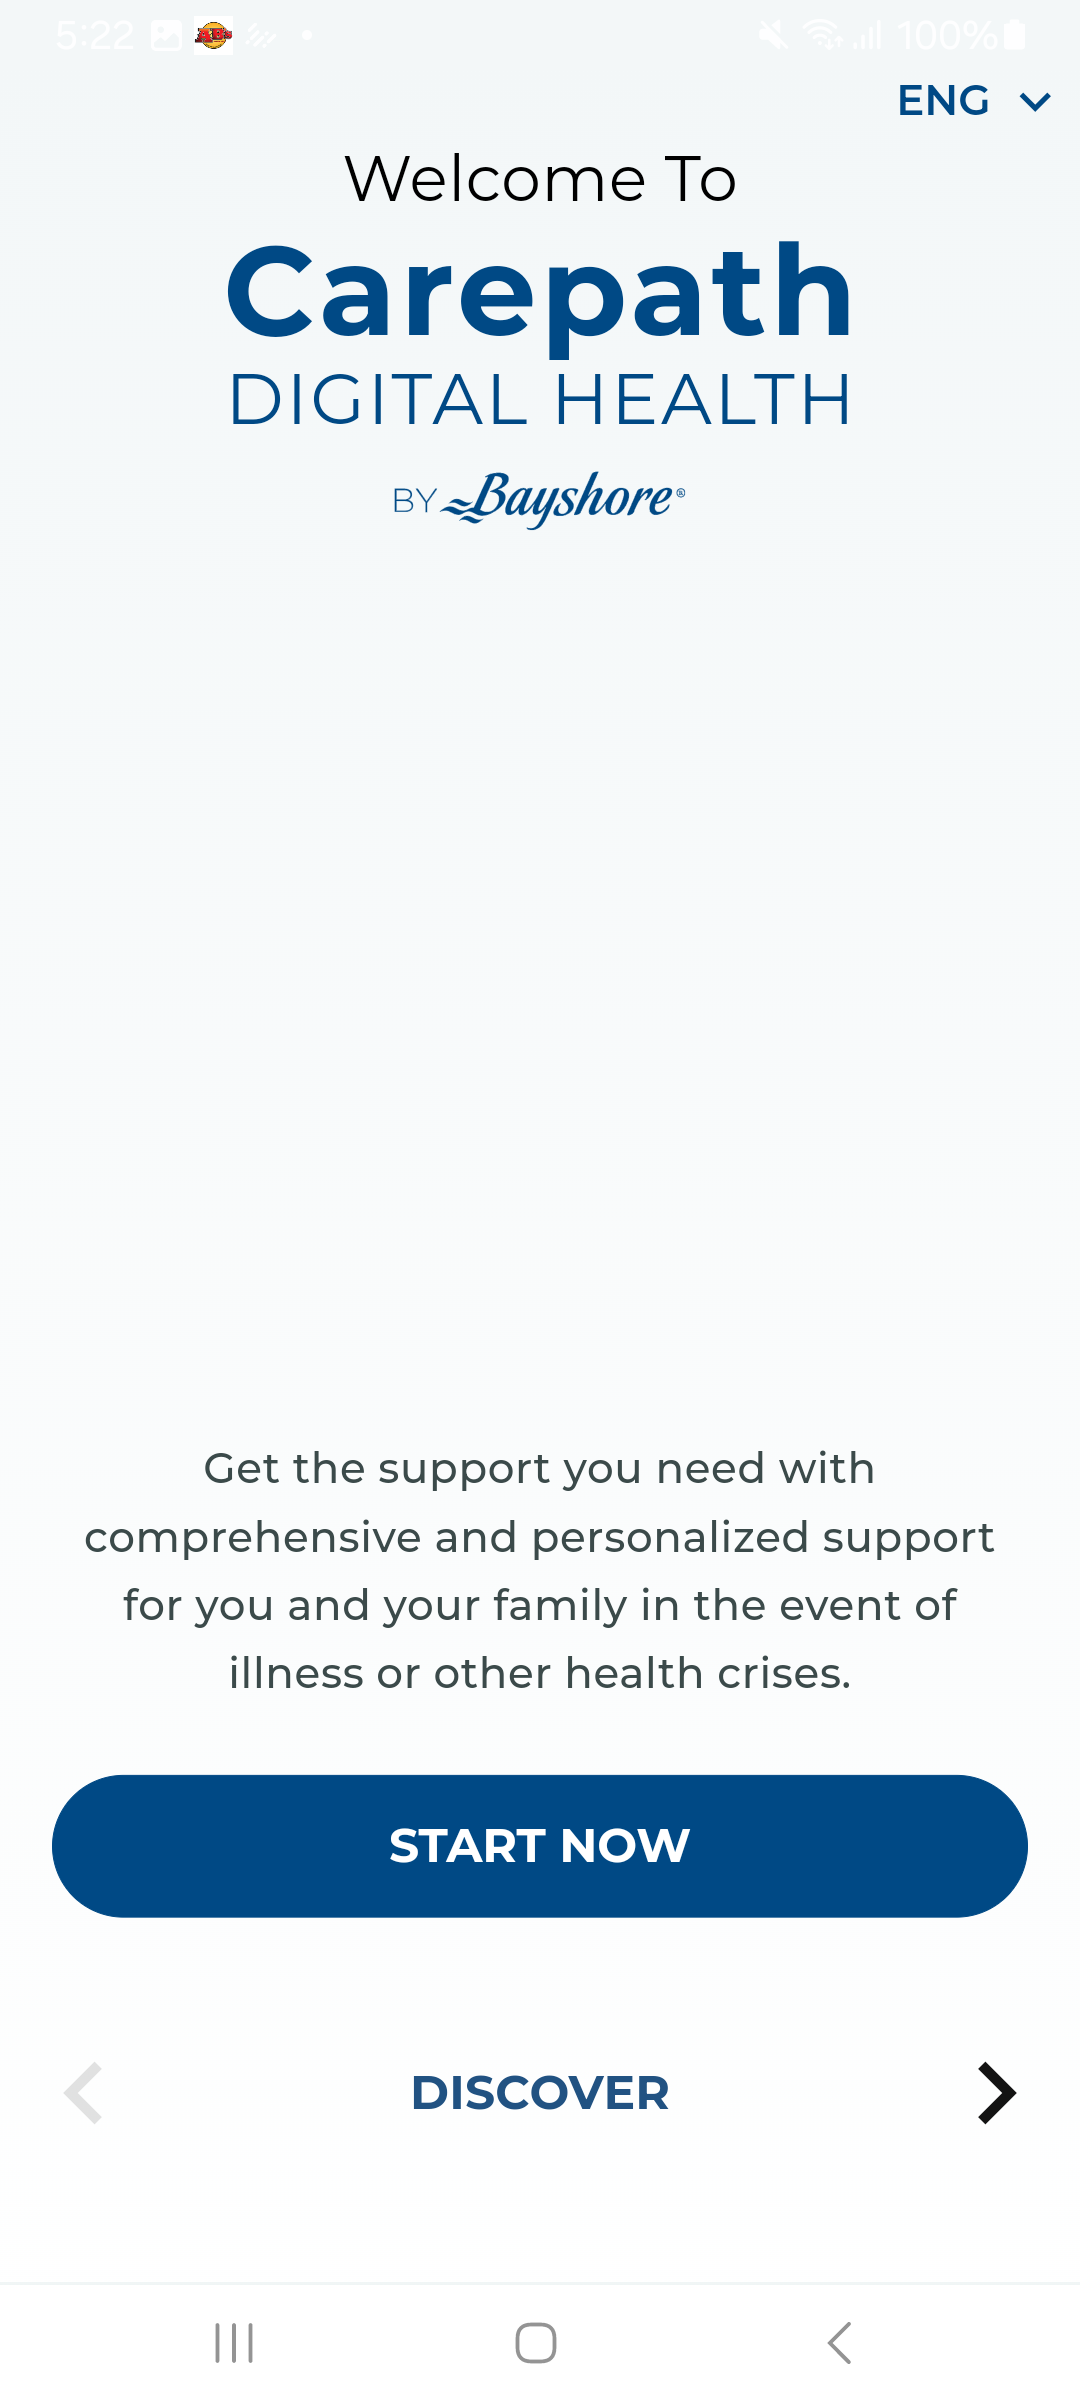 5:22 100%
ENG
Welcome To
Carepath
DIGITAL HEALTH
BY Bayshore®
Get the support you need with
comprehensive and personalized support
for you and your family in the event of
illness or other health crises.
START NOW
DISCOVER